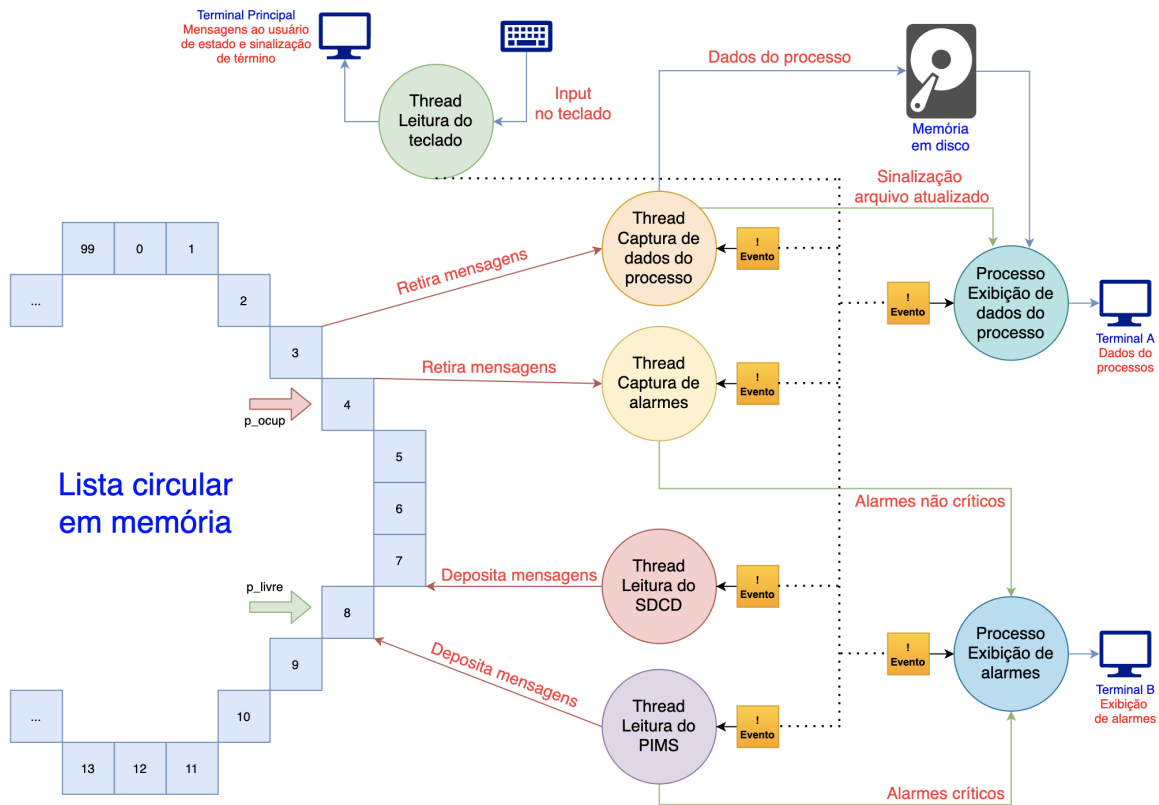 Terminal Principal
Mensagens ao usuário
de estado e sinalização
de término
Thread
Leitura do
teclado
Input
no teclado
Dados do processo
Memória
em disco
Sinalização
arquivo atualizado
99
0
1
...
2
3
4
5
6
7
8
9
10
...
13
12
11
p_ocup
p_livre
Lista circular
em memória
Retira mensagens
Retira mensagens
Deposita mensagens
Deposita mensagens
Thread
Captura de
dados do
processo
!
Evento
Thread
Captura de
alarmes
!
Evento
Thread
Leitura do
SDCD
!
Evento
Thread
Leitura do
PIMS
!
Evento
!
Evento
Processo
Exibição de
dados do
processo
Terminal A
Dados do
processos
Alarmes não críticos
!
Evento
Processo
Exibição de
alarmes
Terminal B
Exibição
de alarmes
Alarmes críticos